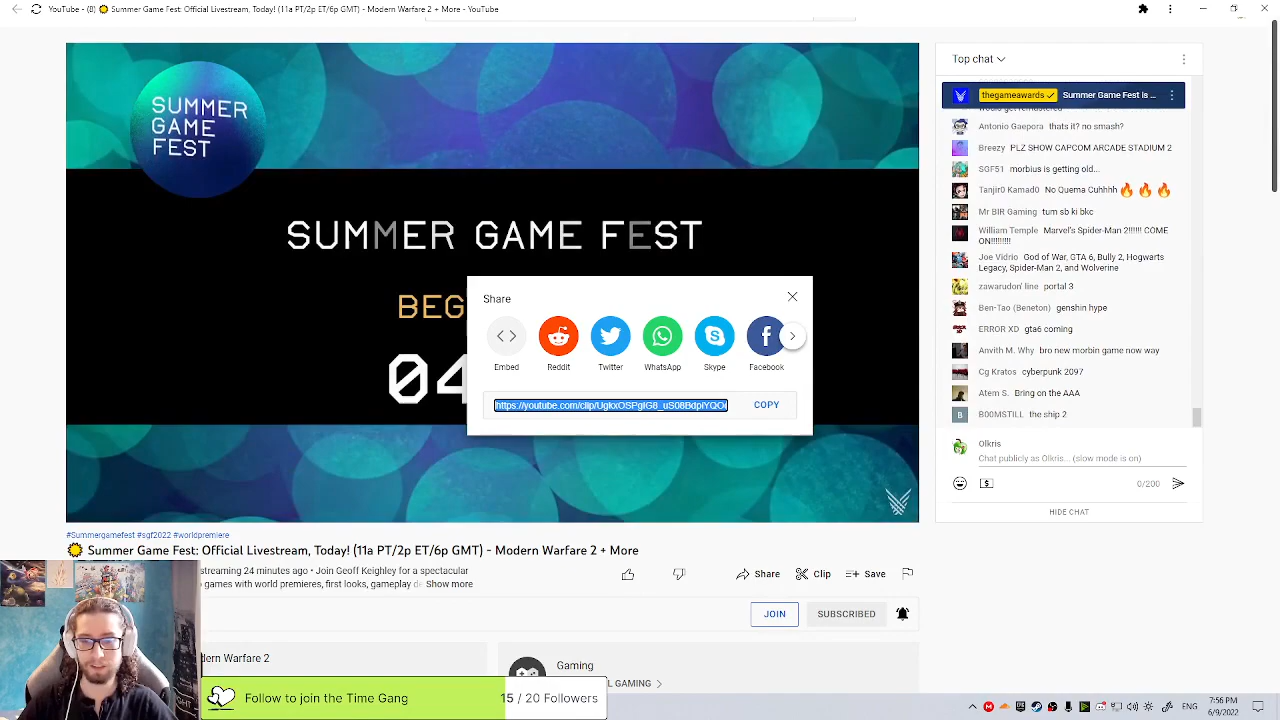 YouTube - (8) Summer Game Fest: Official Livestream, Today! (11a PT/2p ET/6p GMT) - Modern Warfare 2 + More - YouTube
SUMMER
GAME
FEST
SUMMER GAME FEST
BEG
04
Share
Embed
Reddit
Twitter
WhatsApp
Skype
Facebook
COPY
Top chat
thegameawards Summer Game Fest Is ...
would get remastered
Antonio Gaepora thats it? no smash?
Breezy PLZ SHOW CAPCOM ARCADE STADIUM 2
SGF51 morbius is getting old...
Tanjir0 Kamad0 No Quema Cuhhhh
Mr BIR Gaming tum sb ki bkc
William Temple Marvel's Spider-Man 2!!!!!! COME
ON!!!!!!!!!
Joe Vidrio God of War, GTA 6, Bully 2, Hogwarts
Legacy, Spider-Man 2, and Wolverine
zawarudon' line portal 3
Ben-Tao (Beneton) genshin hype
ERROR XD gta6 coming
Anvith M. Why bro new morbin game now way
Cg Kratos cyberpunk 2097
Atem S. Bring on the AAA
B B00MSTILL the ship 2
Olkris
Chat publicly as Olkris... (slow mode is on)
0/200
HIDE CHAT
#Summergamefest #sgf2022 #worldpremiere
Summer Game Fest: Official Livestream, Today! (11a PT/2p ET/6p GMT) - Modern Warfare 2 + More
streaming 24 minutes ago • Join Geoff Keighley for a spectacular
games with world premieres, first looks, gameplay de Show more
Share
Clip
Save
JOIN
SUBSCRIBED
dern Warfare 2
Gaming
L GAMING
Follow to join the Time Gang
15 / 20 Followers
ENG
7:56 PM
6/9/2022